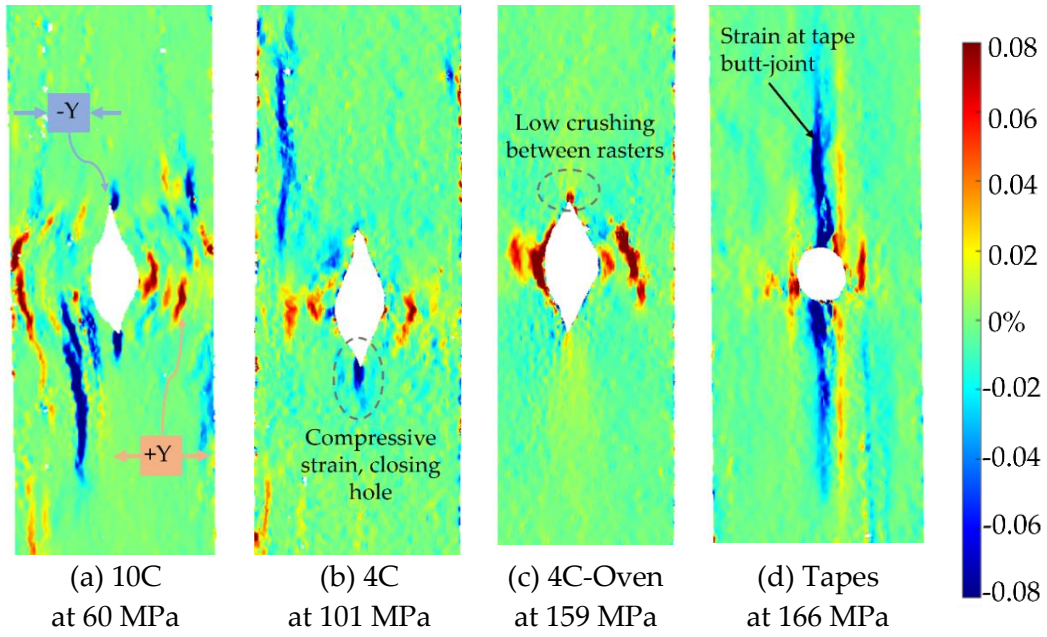 -Y
+Y
Compressive
strain, closing
hole
Low crushing
between rasters
Strain at tape
butt-joint
0.08
0.06
0.04
0.02
0%
-0.02
-0.04
-0.06
-0.08
(a) 10C
at 60 MPa
(b) 4C
at 101 MPa
(c) 4C-Oven
at 159 MPa
(d) Tapes
at 166 MPa